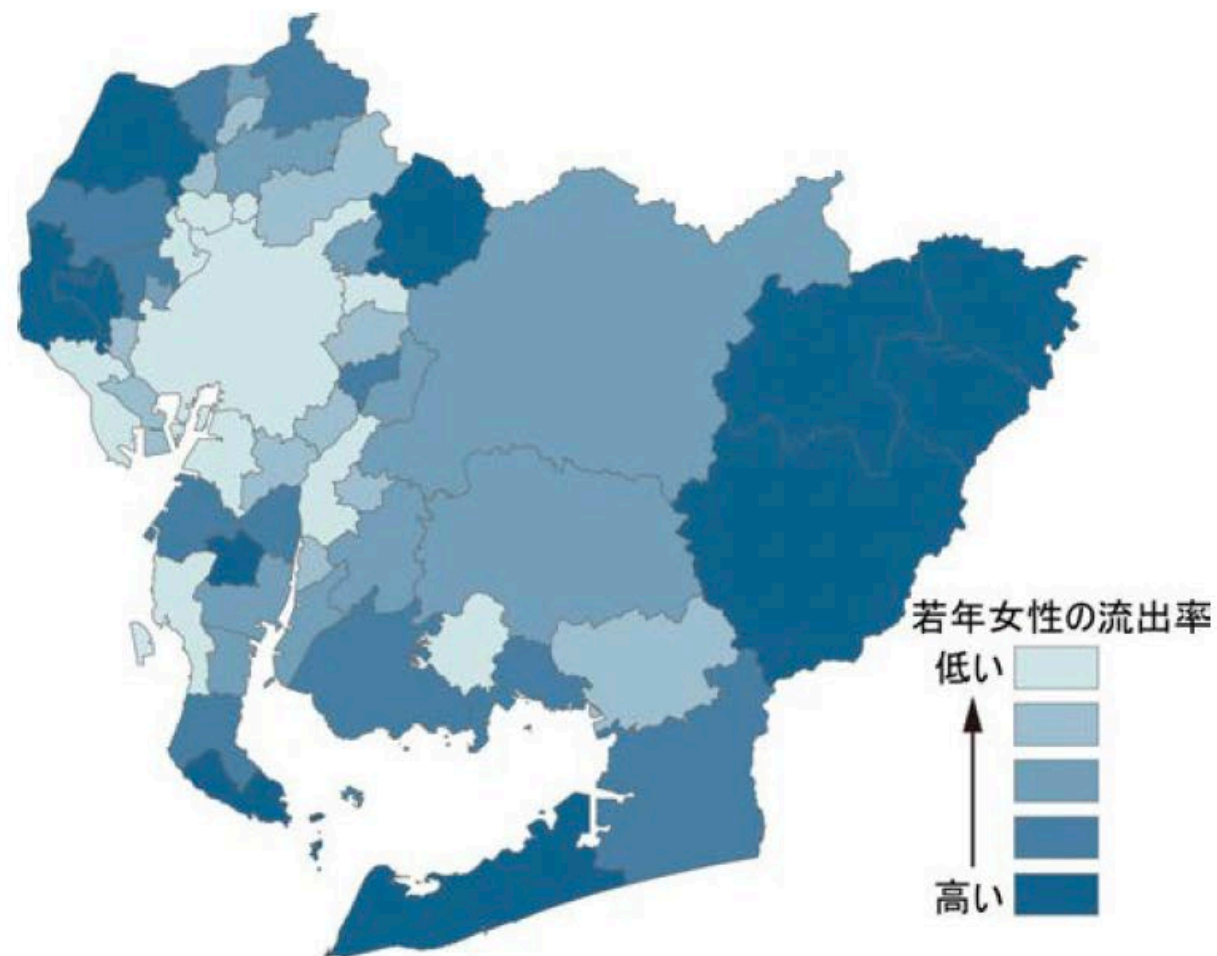 若年女性の流出率
低い
高い